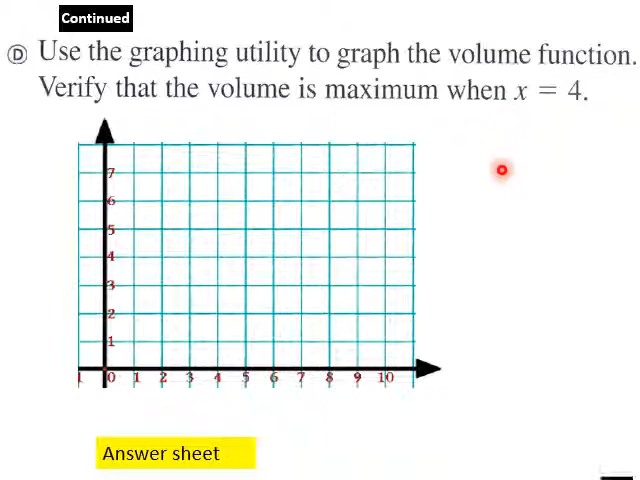 Continued
Ⓓ Use the graphing utility to graph the volume function.
Verify that the volume is maximum when x = 4.
7
6
5
4
3
2
1
1 0 1 2 3 4 5 6 7 8 9 10
Answer sheet